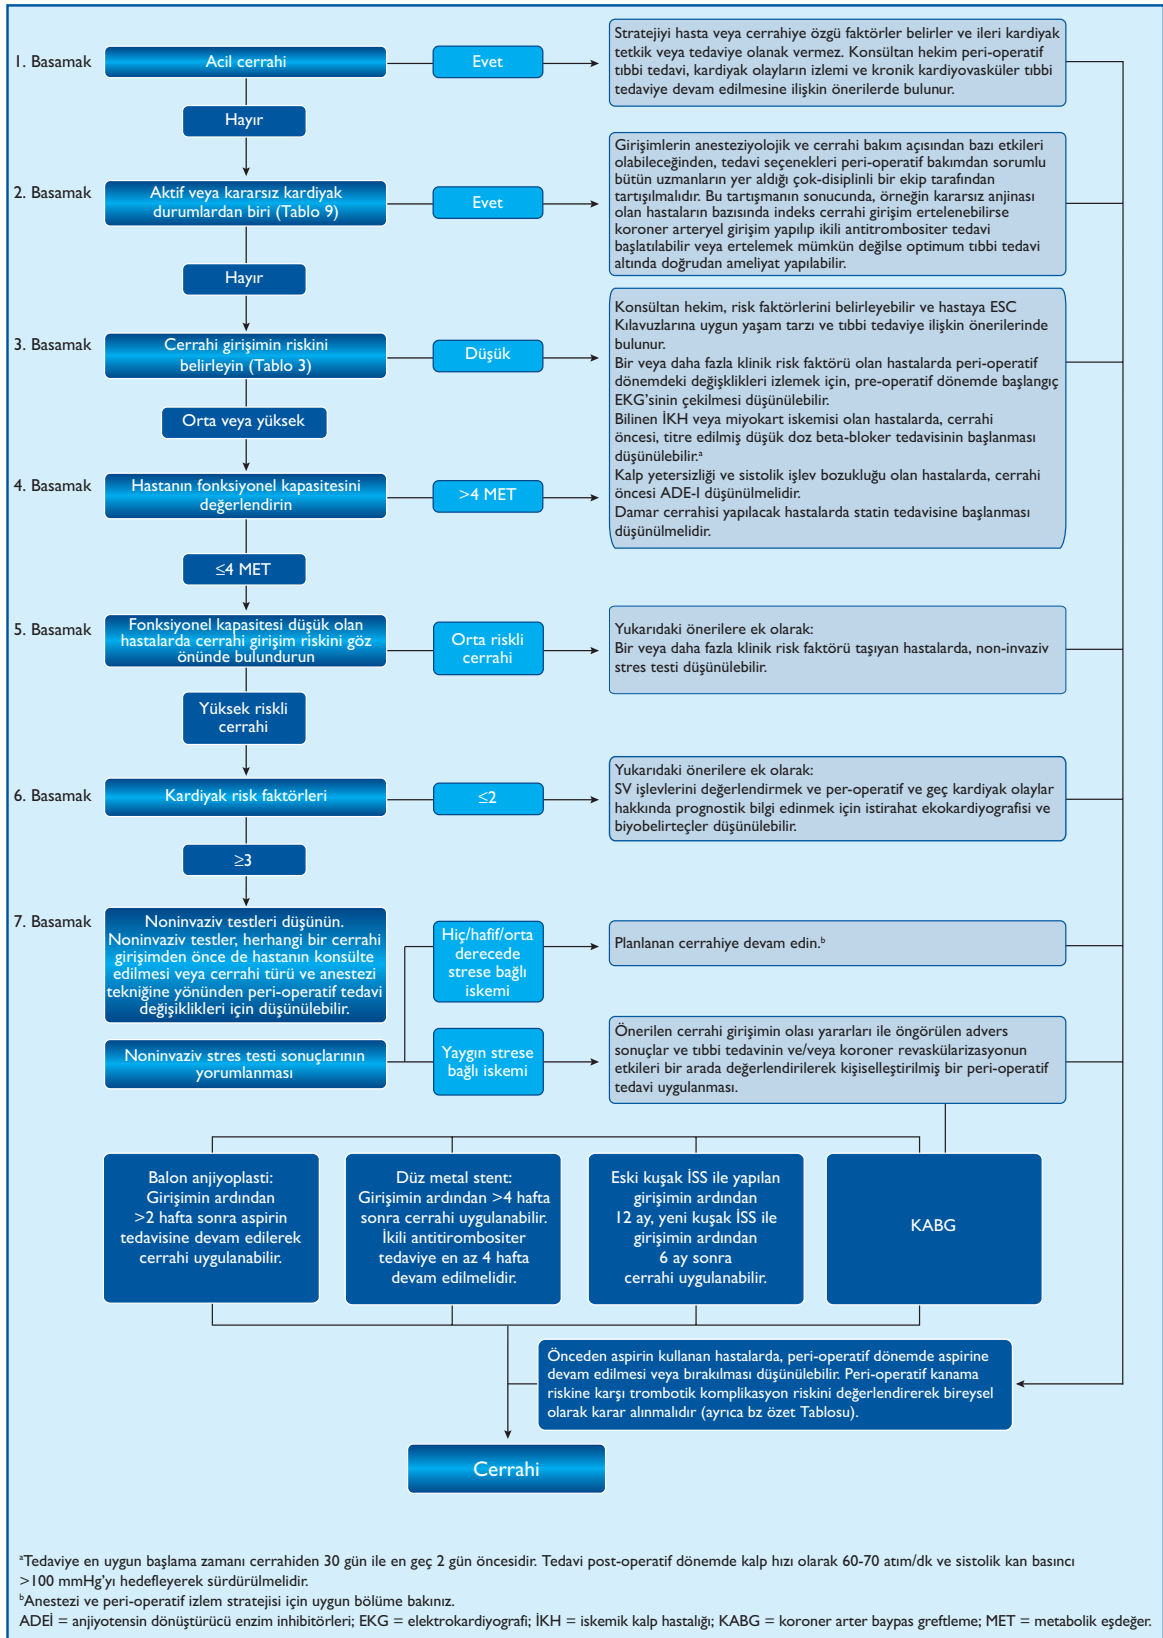 1. Basamak
Acil cerrahi
Evet
Stratejiyi hasta veya cerrahiye özgü faktörler belirler ve ileri kardiyak
tetkik veya tedaviye olanak vermez. Konsültan hekim peri-operatif
tıbbi tedavi, kardiyak olayların izlemi ve kronik kardiyovasküler tıbbi
tedaviye devam edilmesine ilişkin önerilerde bulunur.
Hayır
2. Basamak
Aktif veya kararsız kardiyak
durumlardan biri (Tablo 9)
Evet
Girişimlerin anesteziyolojik ve cerrahi bakım açısından bazı etkileri
olabileceğinden, tedavi seçenekleri peri-operatif bakımdan sorumlu
bütün uzmanların yer aldığı çok-disiplinli bir ekip tarafından
tartışılmalıdır. Bu tartışmanın sonucunda, örneğin kararsız anjinası
olan hastaların bazısında indeks cerrahi girişim ertelenebilirse
koroner arteryel girişim yapılıp ikili antitrombositer tedavi
başlatılabilir veya ertelemek mümkün değilse optimum tıbbi tedavi
altında doğrudan ameliyat yapılabilir.
Hayır
3. Basamak
Cerrahi girişimin riskini
belirleyin (Tablo 3)
Düşük
Konsültan hekim, risk faktörlerini belirleyebilir ve hastaya ESC
Kılavuzlarına uygun yaşam tarzı ve tıbbi tedaviye ilişkin önerilerinde
bulunur.
Bir veya daha fazla klinik risk faktörü olan hastalarda peri-operatif
dönemdeki değişklikleri izlemek için, pre-operatif dönemde başlangıç
EKG'sinin çekilmesi düşünülebilir.
Bilinen İKH veya miyokart iskemisi olan hastalarda, cerrahi
öncesi, titre edilmiş düşük doz beta-bloker tedavisinin başlanması
düşünülebilir.ᵃ
Kalp yetersizliği ve sistolik işlev bozukluğu olan hastalarda, cerrahi
öncesi ADE-I düşünülmelidir.
Damar cerrahisi yapılacak hastalarda statin tedavisine başlanması
düşünülmelidir.
Orta veya yüksek
4. Basamak
Hastanın fonksiyonel kapasitesini
değerlendirin
>4 MET
≤4 MET
5. Basamak
Fonksiyonel kapasitesi düşük olan
hastalarda cerrahi girişim riskini göz
önünde bulundurun
Orta riskli
cerrahi
Yukarıdaki önerilere ek olarak:
Bir veya daha fazla klinik risk faktörü taşıyan hastalarda, non-invaziv
stres testi düşünülebilir.
Yüksek riskli
cerrahi
6. Basamak
Kardiyak risk faktörleri
≤2
Yukarıdaki önerilere ek olarak:
SV işlevlerini değerlendirmek ve per-operatif ve geç kardiyak olaylar
hakkında prognostik bilgi edinmek için istirahat ekokardiyografisi ve
biyobelirteçler düşünülebilir.
≥3
7. Basamak
Noninvaziv testleri düşünün.
Noninvaziv testler, herhangi bir cerrahi
girişimden önce de hastanın konsülte
edilmesi veya cerrahi türü ve anestezi
tekniğine yönünden peri-operatif tedavi
değişiklikleri için düşünülebilir.
Hiç/hafif/orta
derecede
strese bağlı
iskemi
Planlanan cerrahiye devam edin.ᵇ
Noninvaziv stres testi sonuçlarının
yorumlanması
Yaygın strese
bağlı iskemi
Önerilen cerrahi girişimin olası yararları ile öngörülen advers
sonuçlar ve tıbbi tedavinin ve/veya koroner revaskülarizasyonun
etkileri bir arada değerlendirilerek kişiselleştirilmiş bir peri-operatif
tedavi uygulanması.
Balon anjiyoplasti:
Girişimin ardından
>2 hafta sonra aspirin
tedavisine devam edilerek
cerrahi uygulanabilir.
Düz metal stent:
Girişimin ardından >4 hafta
sonra cerrahi uygulanabilir.
İkili antitirombositer
tedaviye en az 4 hafta
devam edilmelidir.
Eski kuşak İSS ile yapılan
girişimin ardından
12 ay, yeni kuşak İSS ile
girişimin ardından
6 ay sonra
cerrahi uygulanabilir.
KABG
Önceden aspirin kullanan hastalarda, peri-operatif dönemde aspirine
devam edilmesi veya bırakılması düşünülebilir. Peri-operatif kanama
riskine karşı trombotik komplikasyon riskini değerlendirerek bireysel
olarak karar alınmalıdır (ayrıca bz özet Tablosu).
Cerrahi
ᵃTedaviye en uygun başlama zamanı cerrahiden 30 gün ile en geç 2 gün öncesidir. Tedavi post-operatif dönemde kalp hızı olarak 60-70 atım/dk ve sistolik kan basıncı
>100 mmHg'yı hedefleyerek sürdürülmelidir.
ᵇAnestezi ve peri-operatif izlem stratejisi için uygun bölüme bakınız.
ADEİ = anjiyotensin dönüştürücü enzim inhibitörleri; EKG = elektrokardiyografi; İKH = iskemik kalp hastalığı; KABG = koroner arter baypas greftleme; MET = metabolik eşdeğer.